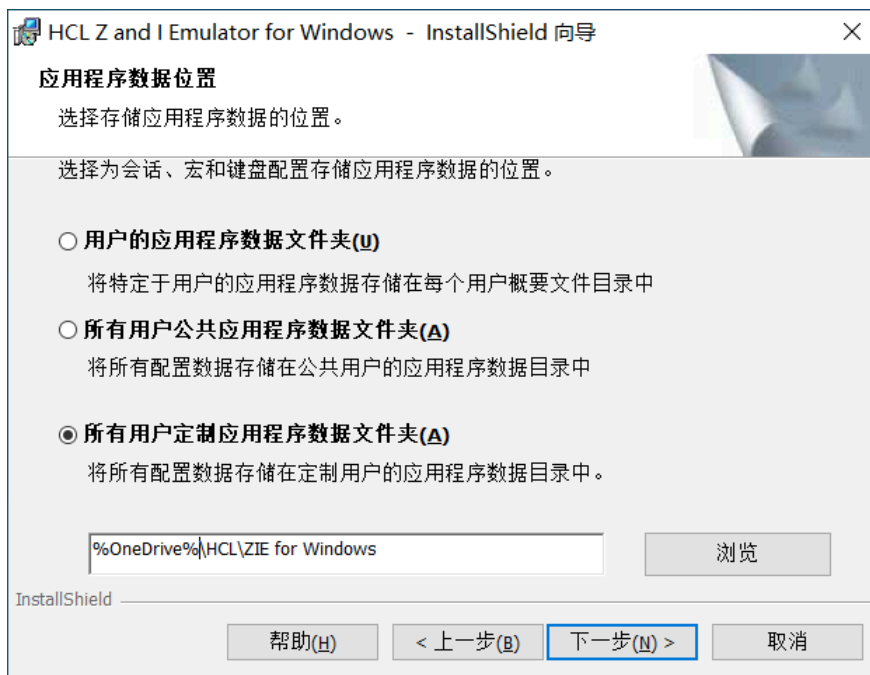 HCL Z and I Emulator for Windows - InstallShield 向导
应用程序数据位置
选择存储应用程序数据的位置。
选择为会话、宏和键盘配置存储应用程序数据的位置。
用户的应用程序数据文件夹(U)
将特定于用户的应用程序数据存储在每个用户概要文件目录中
所有用户公共应用程序数据文件夹(A)
将所有配置数据存储在公共用户的应用程序数据目录中
所有用户定制应用程序数据文件夹(A)
将所有配置数据存储在定制用户的应用程序数据目录中。
%OneDrive%\HCL\ZIE for Windows 浏览
InstallShield
帮助(H) < 上一步(B) 下一步(N) > 取消